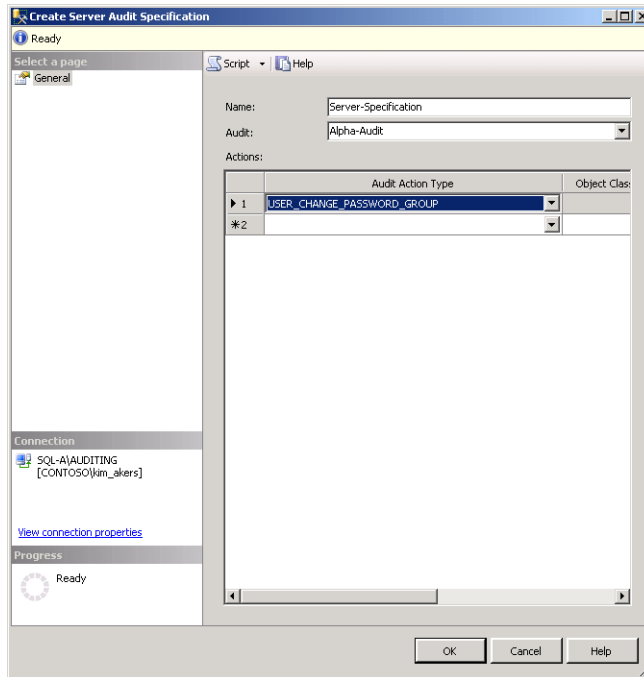 Create Server Audit Specification
Ready
Select a page
General
Script
Help
Name:
Server-Specification
Audit:
Alpha-Audit
Actions:
Audit Action Type
Object Clas
1
USER_CHANGE_PASSWORD_GROUP
*2
Connection
SQL-A\AUDITING
[CONTOSO\kim_akers]
View connection properties
Progress
Ready
OK
Cancel
Help